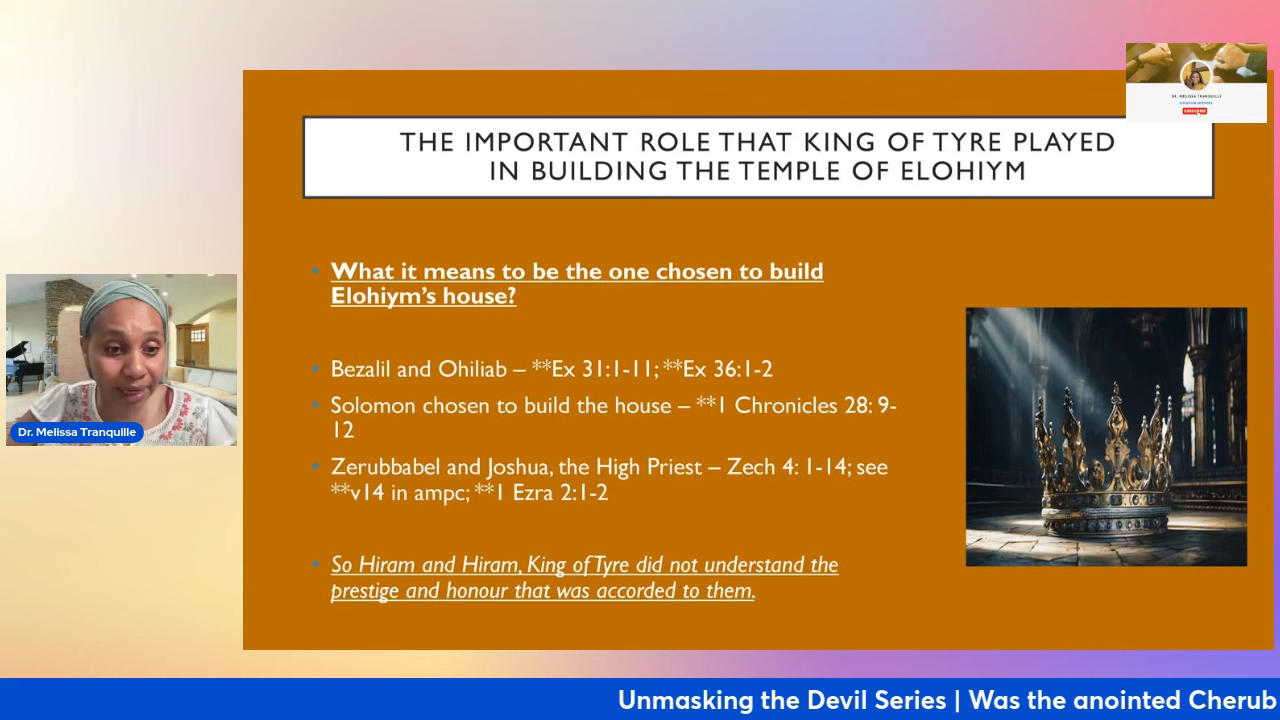 DR. MELISSA TRANQUILLE
SUBSCRIBE
THE IMPORTANT ROLE THAT KING OF TYRE PLAYED
IN BUILDING THE TEMPLE OF ELOHIYM
• What it means to be the one chosen to build
Elohiym’s house?
• Bezalil and Ohiliab – **Ex 31:1-11; **Ex 36:1-2
• Solomon chosen to build the house – **1 Chronicles 28: 9-
12
• Zerubbabel and Joshua, the High Priest – Zech 4: 1-14; see
**v14 in ampc; **1 Ezra 2:1-2
• So Hiram and Hiram, King of Tyre did not understand the
prestige and honour that was accorded to them.
Dr. Melissa Tranquille
Unmasking the Devil Series | Was the anointed Cherub